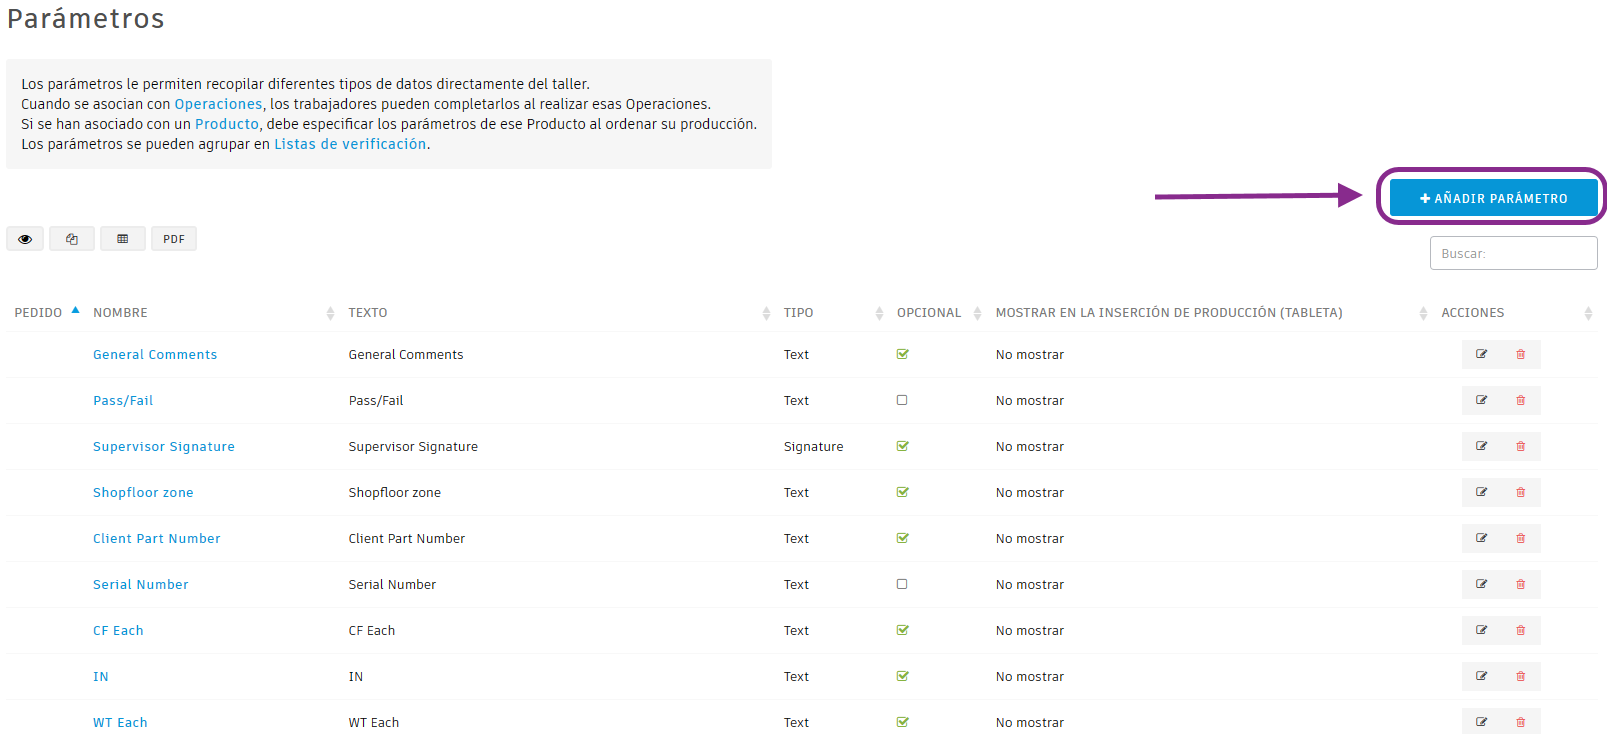 Parámetros
Los parámetros le permiten recopilar diferentes tipos de datos directamente del taller.
Cuando se asocian con Operaciones, los trabajadores pueden completarlos al realizar esas Operaciones.
Si se han asociado con un Producto, debe especificar los parámetros de ese Producto al ordenar su producción.
Los parámetros se pueden agrupar en Listas de verificación.
AÑADIR PARÁMETRO
PDF
Buscar:
PEDIDO NOMBRE TEXTO TIPO OPCIONAL MOSTRAR EN LA INSERCIÓN DE PRODUCCIÓN (TABLETA) ACCIONES
General Comments General Comments Text No mostrar
Pass/Fail Pass/Fail Text No mostrar
Supervisor Signature Supervisor Signature Signature No mostrar
Shopfloor zone Shopfloor zone Text No mostrar
Client Part Number Client Part Number Text No mostrar
Serial Number Serial Number Text No mostrar
CF Each CF Each Text No mostrar
IN IN Text No mostrar
WT Each WT Each Text No mostrar